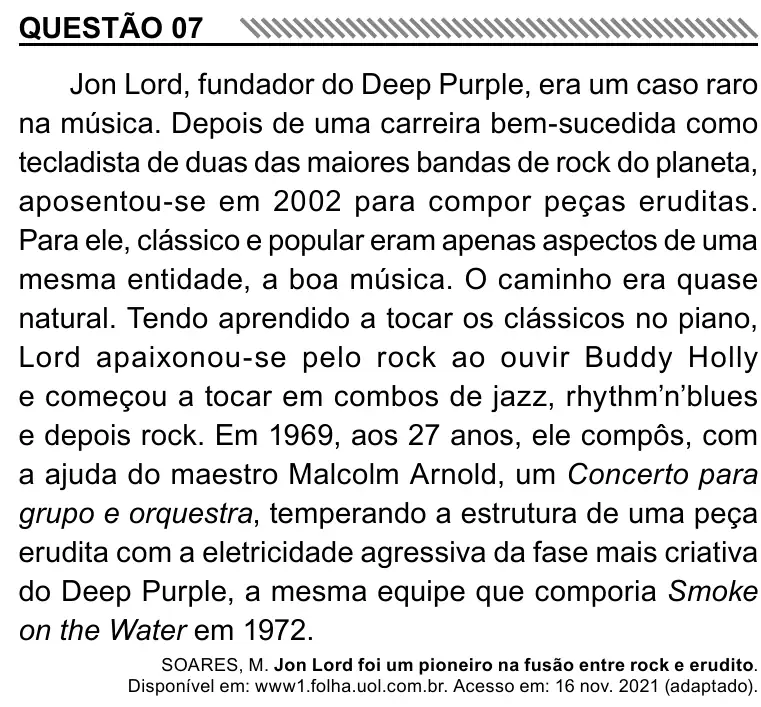 QUESTÃO 07
Jon Lord, fundador do Deep Purple, era um caso raro
na música. Depois de uma carreira bem-sucedida como
tecladista de duas das maiores bandas de rock do planeta,
aposentou-se em 2002 para compor peças eruditas.
Para ele, clássico e popular eram apenas aspectos de uma
mesma entidade, a boa música. O caminho era quase
natural. Tendo aprendido a tocar os clássicos no piano,
Lord apaixonou-se pelo rock ao ouvir Buddy Holly
e começou a tocar em combos de jazz, rhythm’n’blues
e depois rock. Em 1969, aos 27 anos, ele compôs, com
a ajuda do maestro Malcolm Arnold, um Concerto para
grupo e orquestra, temperando a estrutura de uma peça
erudita com a eletricidade agressiva da fase mais criativa
do Deep Purple, a mesma equipe que comporia Smoke
on the Water em 1972.
SOARES, M. Jon Lord foi um pioneiro na fusão entre rock e erudito.
Disponível em: www1.folha.uol.com.br. Acesso em: 16 nov. 2021 (adaptado).